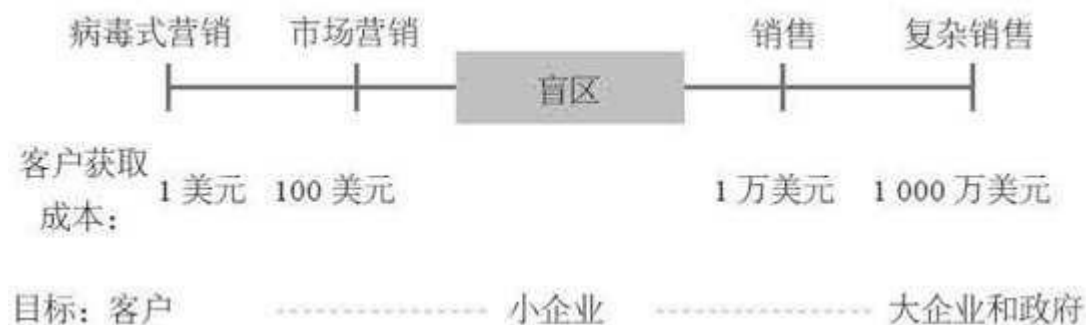 病毒式营销 市场营销 销售 复杂销售
盲区
客户获取
成本：
1 美元 100 美元 1 万美元 1 000 万美元
目标：客户 小企业 大企业和政府